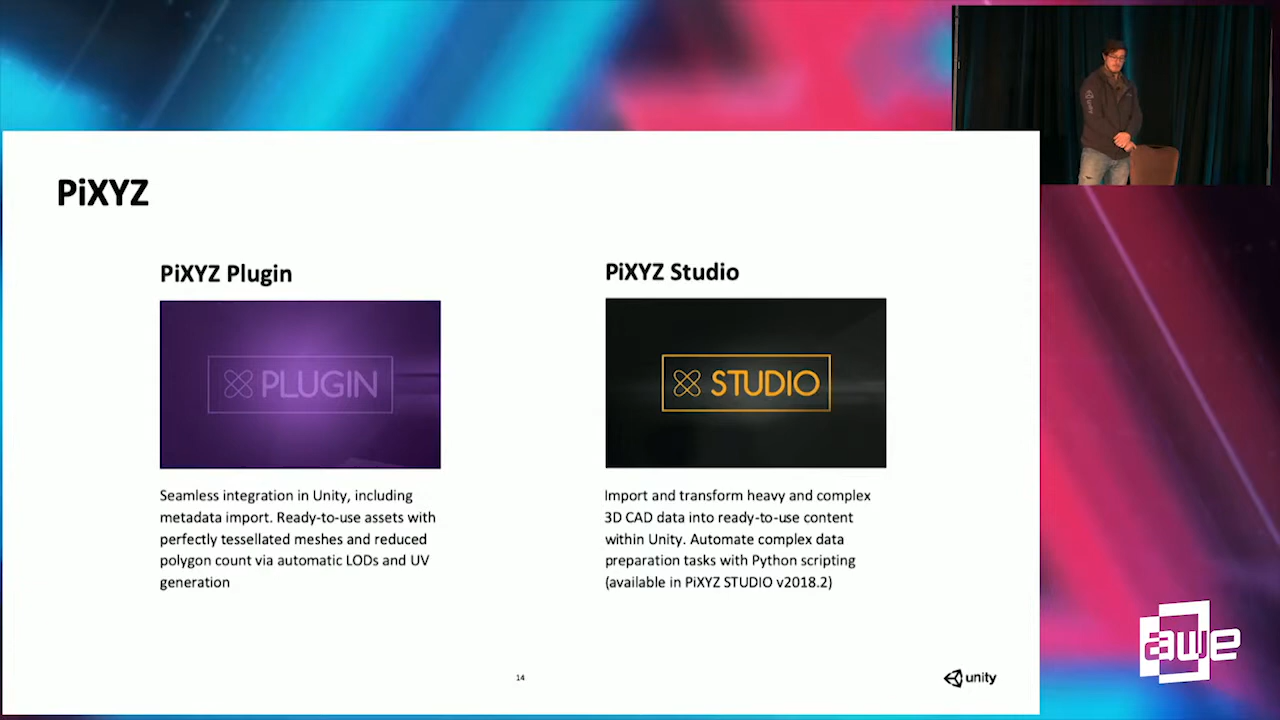 PiXYZ
PiXYZ Plugin
PLUGIN
Seamless integration in Unity, including
metadata import. Ready-to-use assets with
perfectly tessellated meshes and reduced
polygon count via automatic LODs and UV
generation
PiXYZ Studio
STUDIO
Import and transform heavy and complex
3D CAD data into ready-to-use content
within Unity. Automate complex data
preparation tasks with Python scripting
(available in PiXYZ STUDIO v2018.2)
14
unity
awe